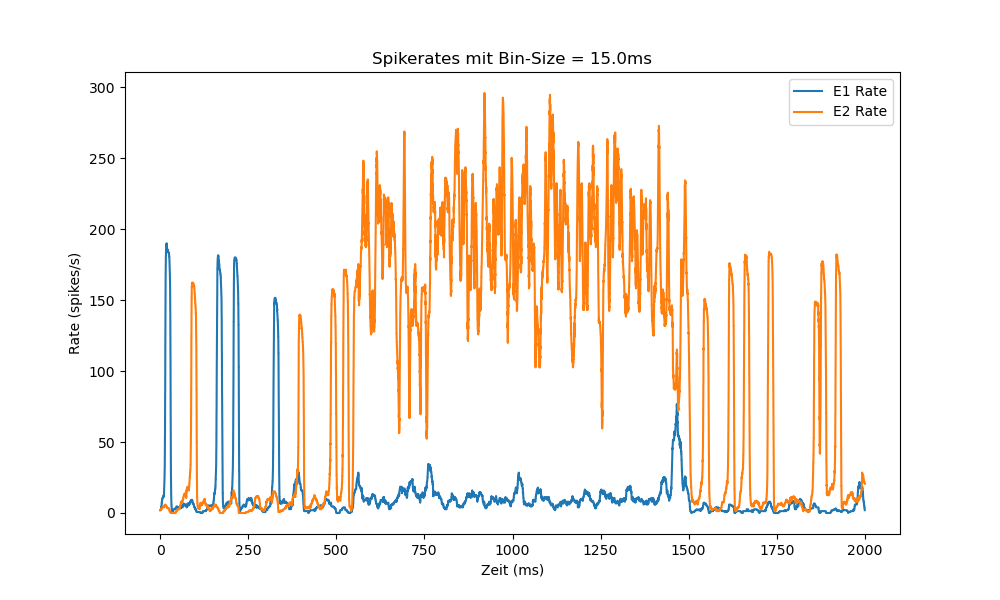 Spikerates mit Bin-Size = 15.0ms
E1 Rate
E2 Rate
Rate (spikes/s)
300
250
200
150
100
50
0
0 250 500 750 1000 1250 1500 1750 2000
Zeit (ms)